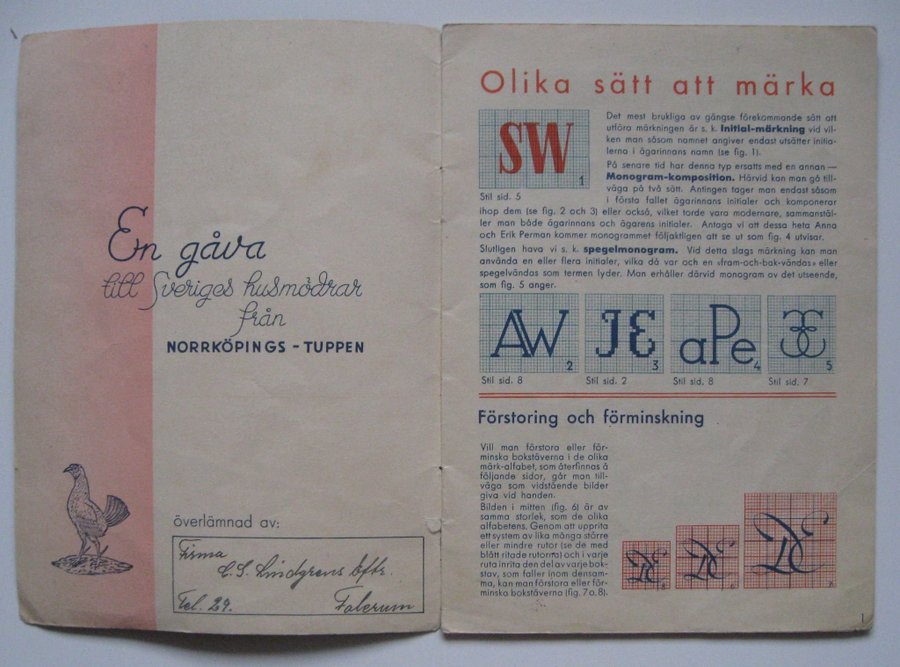 En gåva
till Sveriges husmödrar
från
NORRKÖPINGS - TUPPEN
överlämnad av:
Firma
C. S. Lindgrens Eftr.
Tel. 29. Falerum
Olika sätt att märka
SW
1
Stil sid. 5
Det mest brukliga av gängse förekommande sätt att
utföra märkningen är s. k. Initial-märkning vid vil-
ken man såsom namnet angiver endast utsätter initia-
lerna i ägarinnans namn (se fig. 1).
På senare tid har denna typ ersatts med en annan —
Monogram-komposition. Härvid kan man gå till-
väga på två sätt. Antingen tager man endast såsom
i första fallet ägarinnans initialer och komponerar
ihop dem (se fig. 2 och 3) eller också, vilket torde vara modernare, sammanstäl-
ler man både ägarinnans och ägarens initialer. Antaga vi att dessa heta Anna
och Erik Perman kommer monogrammet följaktligen att se ut som fig. 4 utvisar.
Slutligen hava vi s. k. spegelmonogram. Vid detta slags märkning kan man
använda en eller flera initialer, vilka då var och en »fram-och-bak-vändas» eller
spegelvändas som termen lyder. Man erhåller därvid monogram av det utseende,
som fig. 5 anger.
AW 2
JE 3
aPe 4
5
Stil sid. 8 Stil sid. 2 Stil sid. 8 Stil sid. 7
Förstoring och förminskning
Vill man förstora eller för-
minska bokstäverna i de olika
märk-alfabet, som återfinnas å
följande sidor, går man till-
väga som vidstående bilder
giva vid handen.
Bilden i mitten (fig. 6) är av
samma storlek, som de olika
alfabetens. Genom att upprita
ett system av lika många större
eller mindre rutor (se de med
blått ritade rutorna) och i varje
ruta inrita den del av varje bok-
stav, som faller inom densam-
ma, kan man förstora eller för-
minska bokstäverna (fig. 7 o. 8).
8 6 7
1